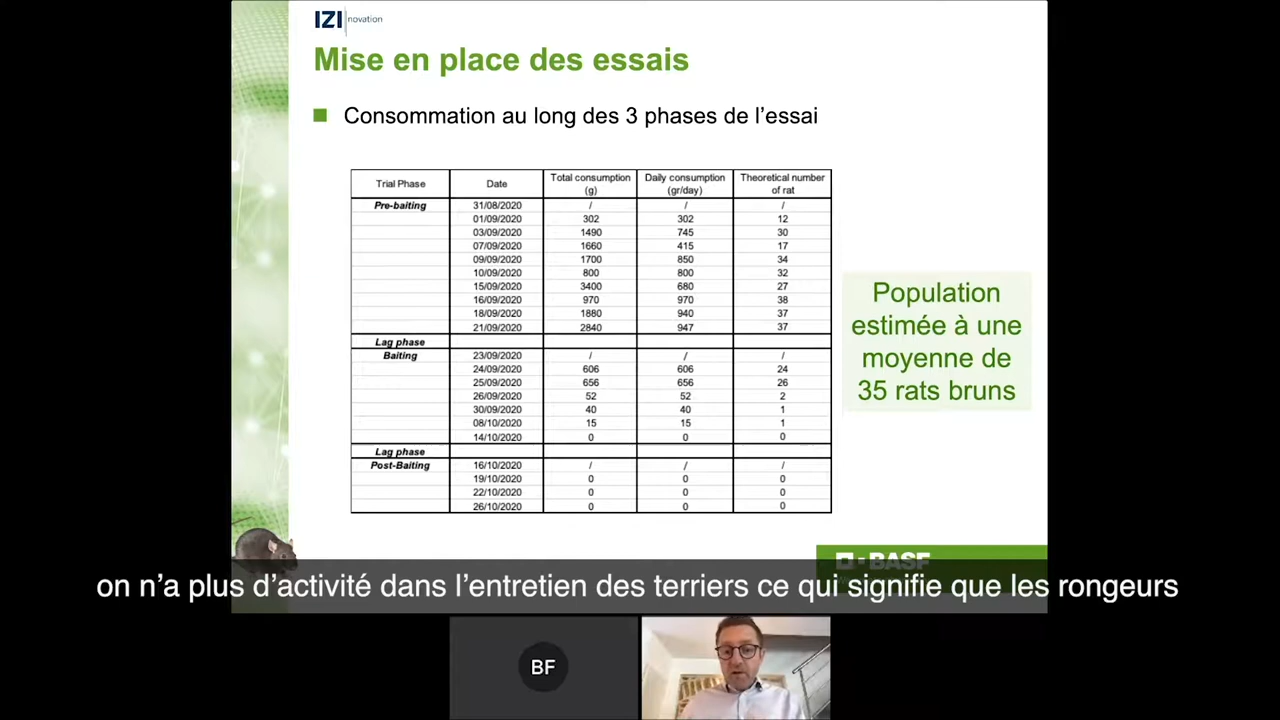 IZI novation
Mise en place des essais
Consommation au long des 3 phases de l'essai
Trial Phase Date Total consumption (g) Daily consumption (gr/day) Theoretical number of rat
Pre-baiting 31/08/2020 / / /
01/09/2020 302 302 12
03/09/2020 1490 745 30
07/09/2020 1660 415 17
09/09/2020 1700 850 34
10/09/2020 800 800 32
15/09/2020 3400 680 27
16/09/2020 970 970 38
18/09/2020 1880 940 37
21/09/2020 2840 947 37
Lag phase
Baiting 23/09/2020 / / /
24/09/2020 606 606 24
25/09/2020 656 656 26
26/09/2020 52 52 2
30/09/2020 40 40 1
08/10/2020 15 15 1
14/10/2020 0 0 0
Lag phase
Post-Baiting 16/10/2020 / / /
19/10/2020 0 0 0
22/10/2020 0 0 0
26/10/2020 0 0 0
Population
estimée à une
moyenne de
35 rats bruns
BASF
on n'a plus d'activité dans l'entretien des terriers ce qui signifie que les rongeurs
BF